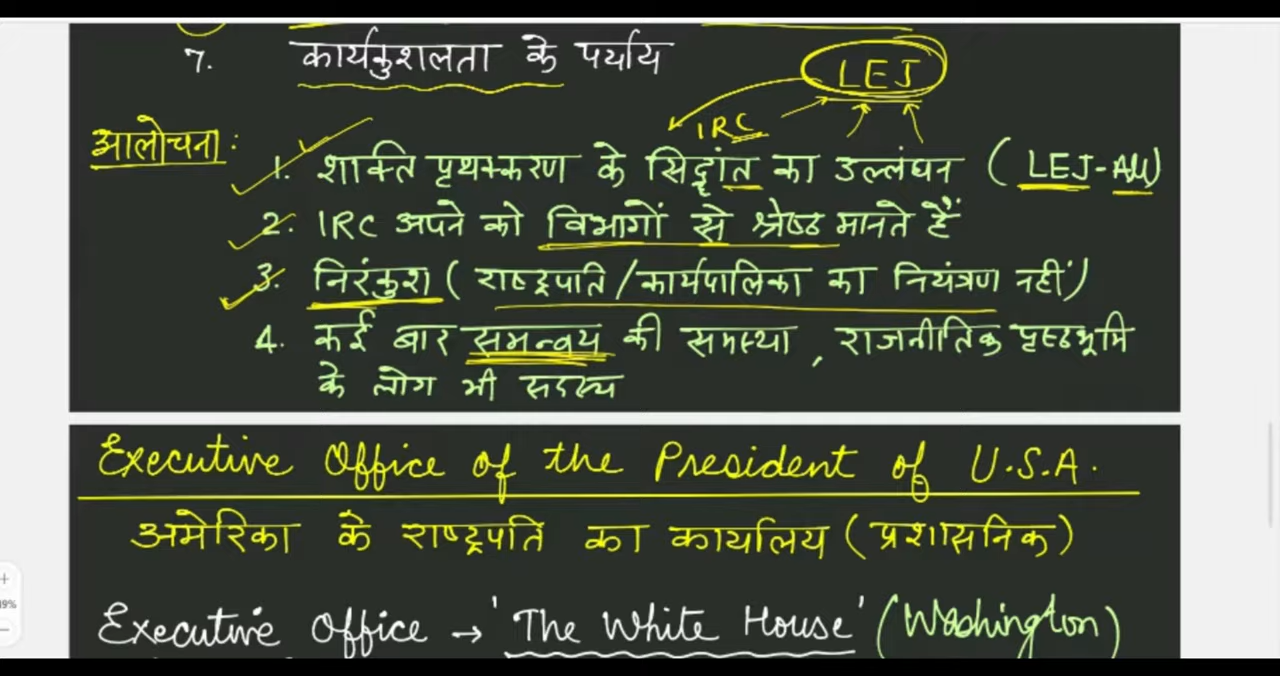 7. कार्यकुशलता के पर्याय
LEJ
IRC
आलोचना:
1. शक्ति पृथक्करण के सिद्धांत का उल्लंघन (LEJ-All)
2. IRC अपने को विभागों से श्रेष्ठ मानते हैं
3. निरंकुश (राष्ट्रपति/कार्यपालिका का नियंत्रण नहीं)
4. कई बार समन्वय की समस्या, राजनीतिक पृष्ठभूमि
के लोग भी सदस्य
Executive Office of the President of U.S.A.
अमेरिका के राष्ट्रपति का कार्यालय (प्रशासनिक)
Executive Office → 'The White House' (Washington)
+
19%
−